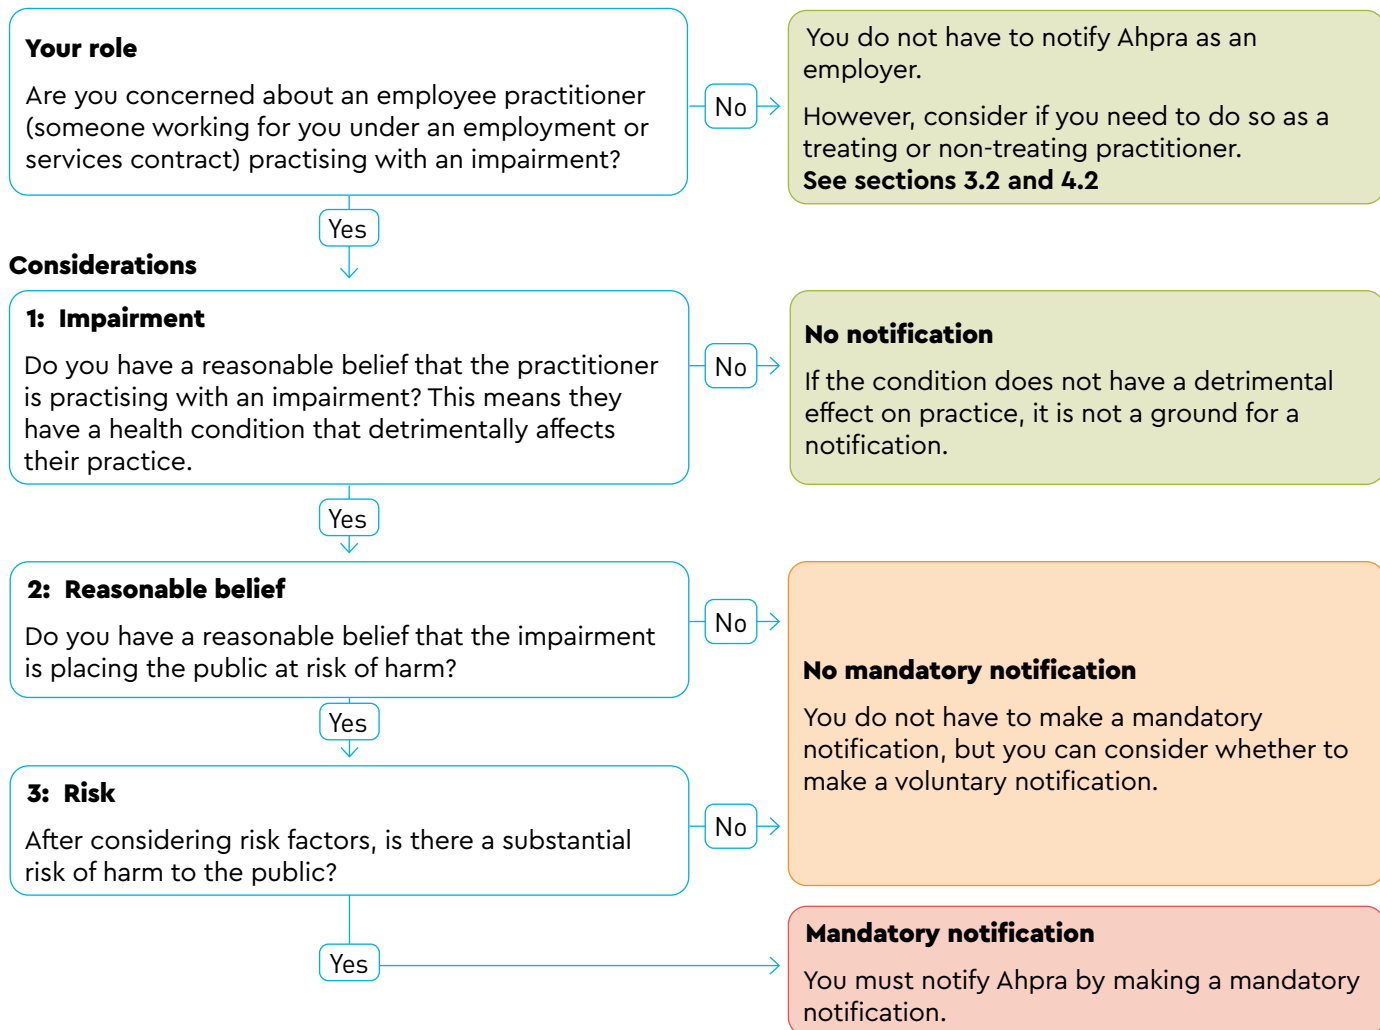 Your role
Are you concerned about an employee practitioner
(someone working for you under an employment or
services contract) practising with an impairment?
No
You do not have to notify Ahpra as an
employer.
However, consider if you need to do so as a
treating or non-treating practitioner.
See sections 3.2 and 4.2
Yes
Considerations
1: Impairment
Do you have a reasonable belief that the practitioner
is practising with an impairment? This means they
have a health condition that detrimentally affects
their practice.
No
No notification
If the condition does not have a detrimental
effect on practice, it is not a ground for a
notification.
Yes
2: Reasonable belief
Do you have a reasonable belief that the impairment
is placing the public at risk of harm?
No
Yes
3: Risk
After considering risk factors, is there a substantial
risk of harm to the public?
No
No mandatory notification
You do not have to make a mandatory
notification, but you can consider whether to
make a voluntary notification.
Yes
Mandatory notification
You must notify Ahpra by making a mandatory
notification.